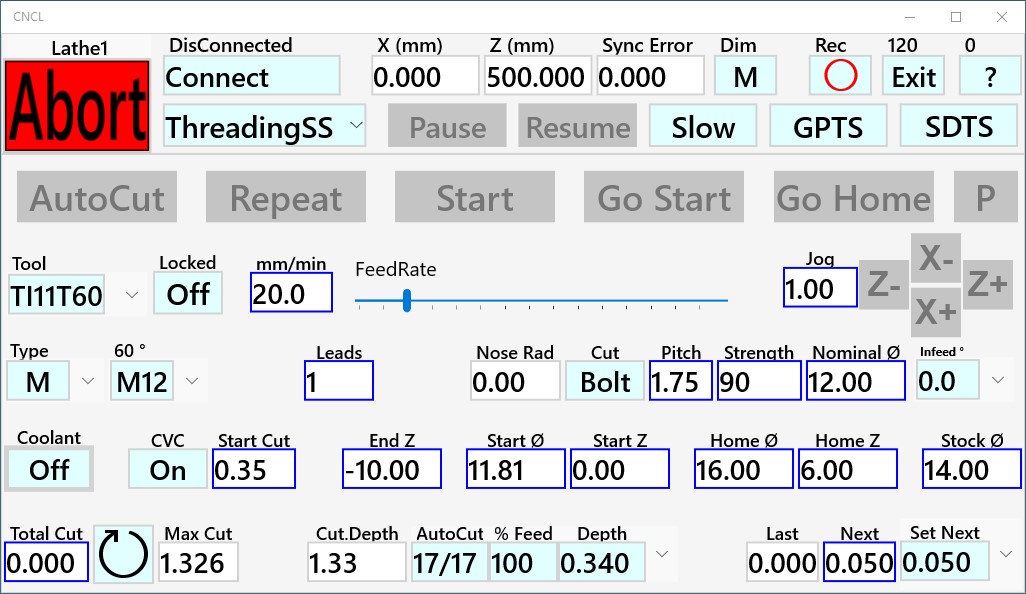 CNCL
Lathe1 DisConnected X (mm) Z (mm) Sync Error Dim Rec 120 0
Abort Connect 0.000 500.000 0.000 M Exit ?
ThreadingSS Pause Resume Slow GPTS SDTS
AutoCut Repeat Start Go Start Go Home P
Tool Locked mm/min FeedRate Jog X-
TI11T60 Off 20.0 1.00 Z- Z+
X+
Type 60 ° Leads Nose Rad Cut Pitch Strength Nominal Ø Infeed °
M M12 1 0.00 Bolt 1.75 90 12.00 0.0
Coolant CVC Start Cut End Z Start Ø Start Z Home Ø Home Z Stock Ø
Off On 0.35 -10.00 11.81 0.00 16.00 6.00 14.00
Total Cut Max Cut Cut.Depth AutoCut % Feed Depth Last Next Set Next
0.000 1.326 1.33 17/17 100 0.340 0.000 0.050 0.050